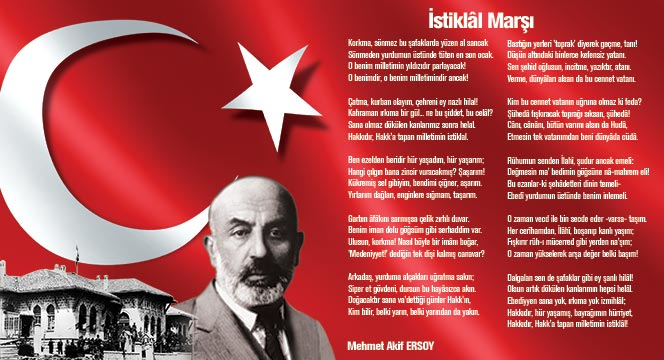 İstiklâl Marşı
Korkma, sönmez bu şafaklarda yüzen al sancak
Sönmeden yurdumun üstünde tüten en son ocak.
O benim milletimin yıldızıdır parlayacak!
O benimdir, o benim milletimindir ancak!
Çatma, kurban olayım, çehreni ey nazlı hilal!
Kahraman ırkıma bir gül... ne bu şiddet, bu celâl?
Sana olmaz dökülen kanlarımız sonra helal.
Hakkıdır, Hakk'a tapan milletimin istiklal.
Ben ezelden beridir hür yaşadım, hür yaşarım;
Hangi çılgın bana zincir vuracakmış? Şaşarım!
Kükremiş sel gibiyim, bendimi çiğner, aşarım.
Yırtarım dağları, enginlere sığmam, taşarım.
Garbın âfâkını sarmışsa çelik zırhlı duvar.
Benim iman dolu göğsüm gibi serhaddim var.
Ulusun, korkma! Nasıl böyle bir imânı boğar,
'Medeniyyet!' dediğin tek dişi kalmış canavar?
Arkadaş, yurduma alçakları uğratma sakın;
Siper et gövdeni, dursun bu hayâsızca akın.
Doğacaktır sana va'dettiği günler Hakk'ın,
Kim bilir, belki yarın, belki yarından da yakın.
Bastığın yerleri 'toprak' diyerek geçme, tanı!
Düşün altındaki binlerce kefensiz yatanı.
Sen şehid oğlusun, incitme, yazıktır, atanı.
Verme, dünyâları alsan da bu cennet vatanı.
Kim bu cennet vatanın uğruna olmaz ki feda?
Şühedâ fışkıracak toprağı sıksan, şühedâ!
Cânı, cânânı, bütün varımı alsın da Hudâ,
Etmesin tek vatanımdan beni dünyâda cüdâ.
Rûhumun senden İlahî, şudur ancak emeli:
Değmesin ma' bedimin göğsüne nâ-mahrem eli!
Bu ezanlar-ki şehâdetleri dinin temeli-
Ebedî yurdumun üstünde benim inlemeli.
O zaman vecd ile bin secde eder -varsa- taşım.
Her cerîhamdan, İlâhî, boşanıp kanlı yaşım;
Fışkırır rûh-ı mücerred gibi yerden na'şım;
O zaman yükselerek arşa değer belki başım!
Dalgalan sen de şafaklar gibi ey şanlı hilâl!
Olsun artık dökülen kanlarımın hepsi helâl.
Ebediyyen sana yok, ırkıma yok izmihlâl;
Hakkıdır, hür yaşamış, bayrağımın hürriyet,
Hakkıdır, Hakk'a tapan milletimin istiklâl!
Mehmet Akif ERSOY